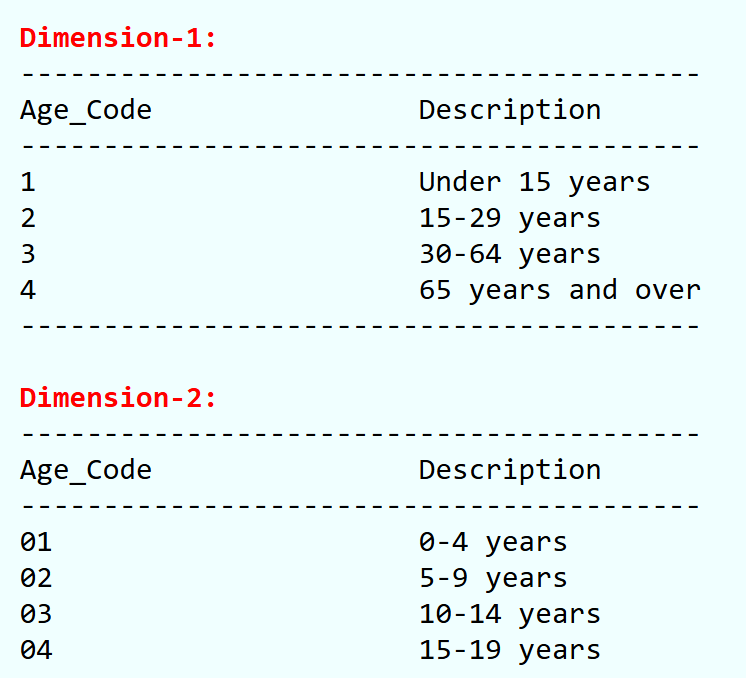 Dimension-1:
-----------------------------------------
Age_Code                Description
-----------------------------------------
1                       Under 15 years
2                       15-29 years
3                       30-64 years
4                       65 years and over
-----------------------------------------
Dimension-2:
-----------------------------------------
Age_Code                Description
-----------------------------------------
01                      0-4 years
02                      5-9 years
03                      10-14 years
04                      15-19 years